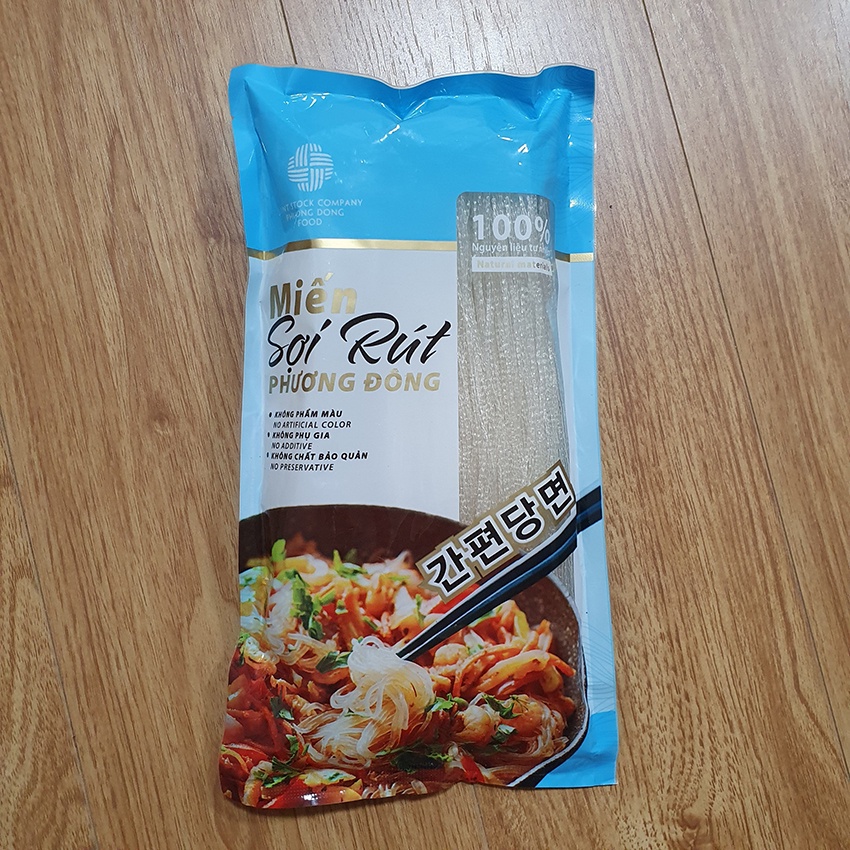 STOCK COMPANY
PHUONG DONG
FOOD
100%
Nguyên liệu tự
Natural materials
Miến
Sợi Rút
PHƯƠNG ĐÔNG
KHÔNG PHẨM MÀU
NO ARTIFICIAL COLOR
KHÔNG PHỤ GIA
NO ADDITIVE
KHÔNG CHẤT BẢO QUẢN
NO PRESERVATIVE
간편당면